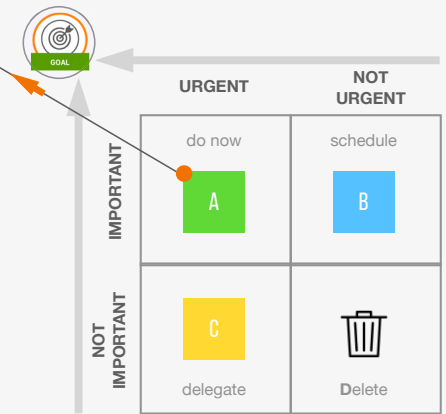 GOAL
URGENT
NOT
URGENT
IMPORTANT
do now
schedule
A
B
NOT
IMPORTANT
C
delegate
Delete